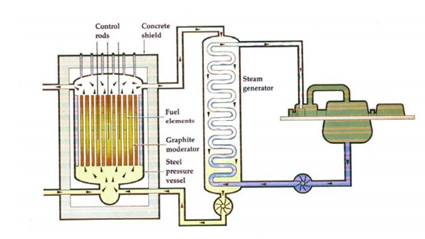 Control
rods
Concrete
shield
Steam
generator
Fuel
elements
Graphite
moderator
Steel
pressure
vessel